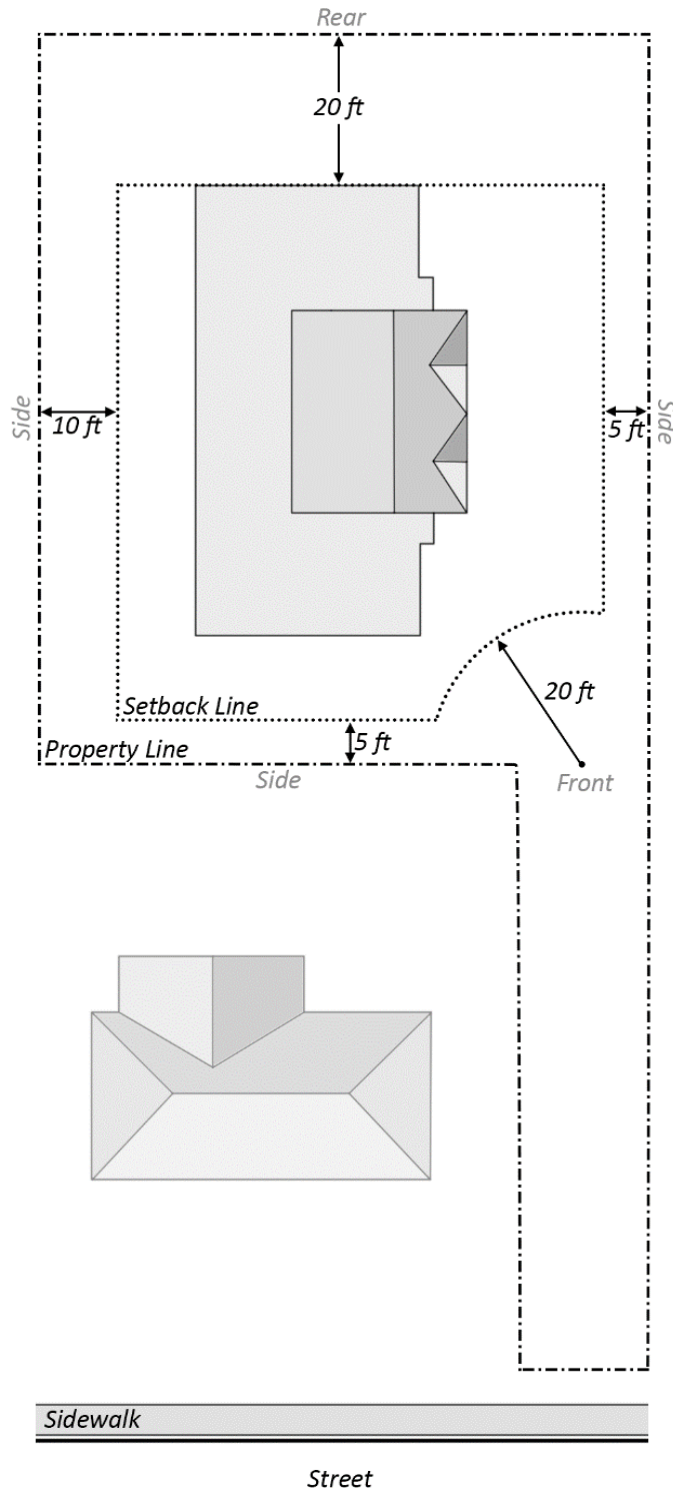 Rear
20 ft
Side
10 ft
5 ft
Side
20 ft
Setback Line
5 ft
Property Line
Side
Front
Sidewalk
Street